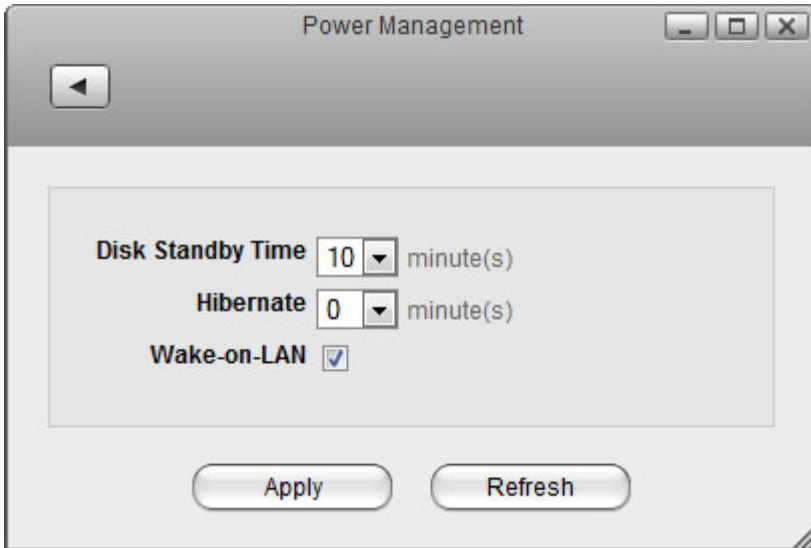 Power Management
Disk Standby Time 10 minute(s)
Hibernate 0 minute(s)
Wake-on-LAN
Apply Refresh